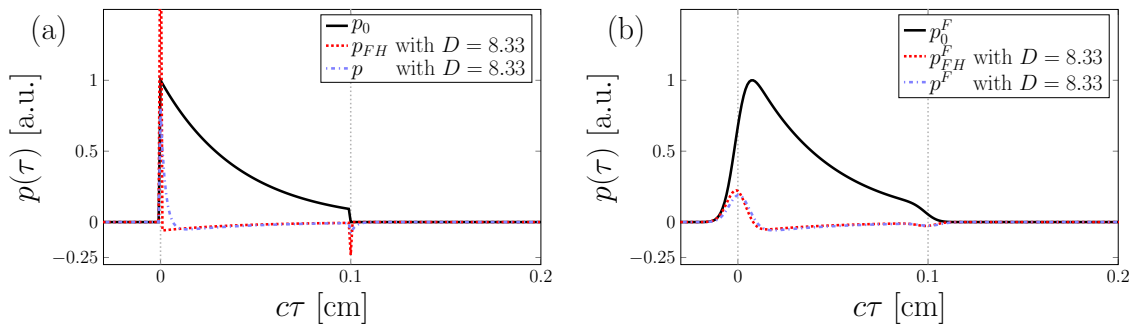 (a)
p_0
p_{FH} with D = 8.33
p with D = 8.33
p(τ) [a.u.]
1
0.5
0
−0.25
0
0.1
0.2
cτ [cm]
(b)
p_0^F
p_{FH}^F with D = 8.33
p^F with D = 8.33
p(τ) [a.u.]
1
0.5
0
−0.25
0
0.1
0.2
cτ [cm]